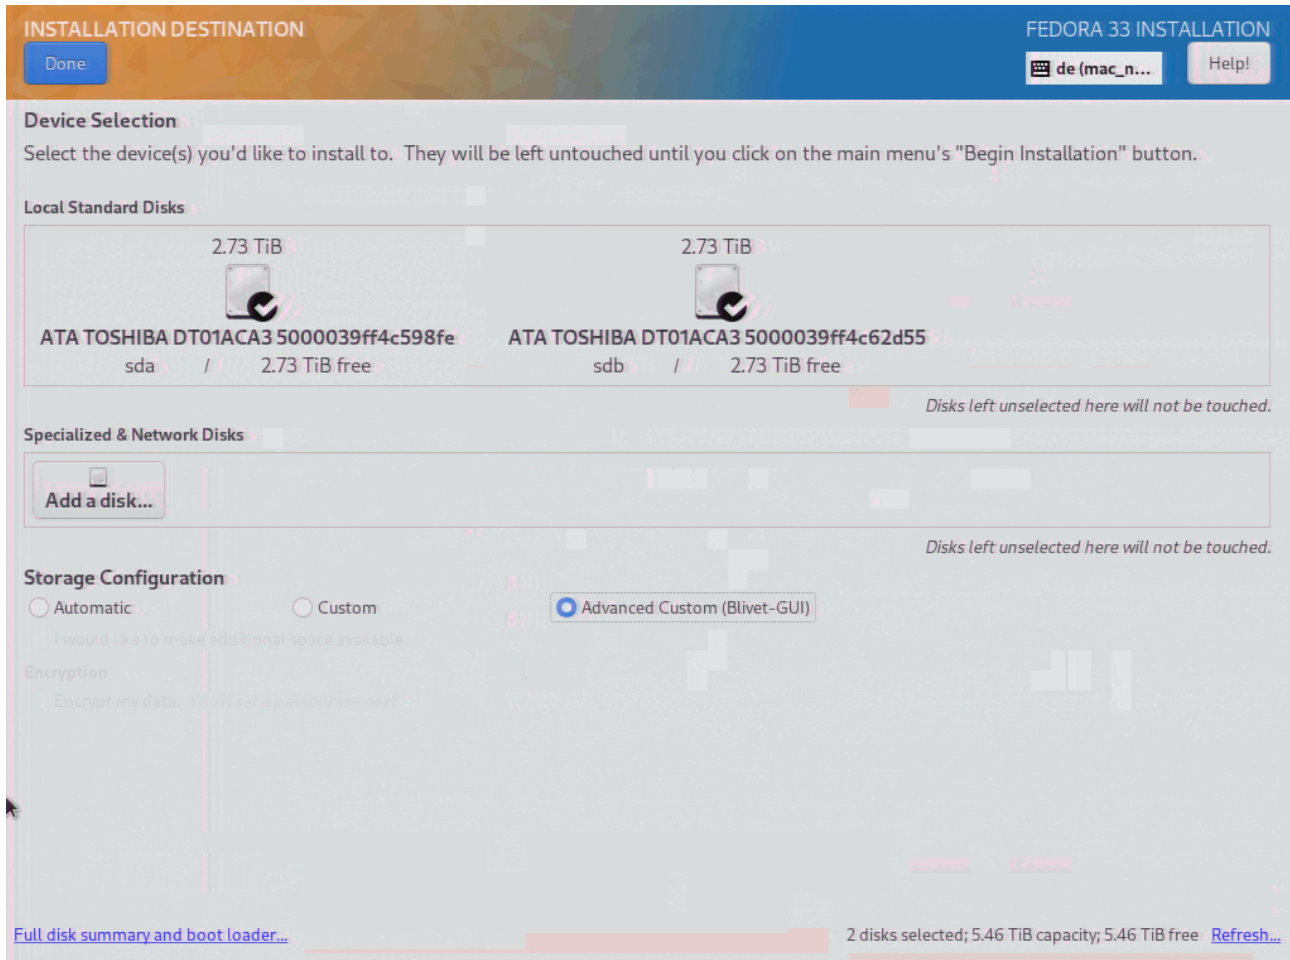 INSTALLATION DESTINATION
FEDORA 33 INSTALLATION
Done
de (mac_n...
Help!
Device Selection
Select the device(s) you'd like to install to. They will be left untouched until you click on the main menu's "Begin Installation" button.
Local Standard Disks
2.73 TiB
2.73 TiB
ATA TOSHIBA DT01ACA3 5000039ff4c598fe
ATA TOSHIBA DT01ACA3 5000039ff4c62d55
sda / 2.73 TiB free
sdb / 2.73 TiB free
Disks left unselected here will not be touched.
Specialized & Network Disks
Add a disk...
Disks left unselected here will not be touched.
Storage Configuration
Automatic
Custom
Advanced Custom (Blivet-GUI)
I would like to make additional space available.
Encryption
Encrypt my data. You'll set a passphrase next.
Full disk summary and boot loader...
2 disks selected; 5.46 TiB capacity; 5.46 TiB free Refresh...